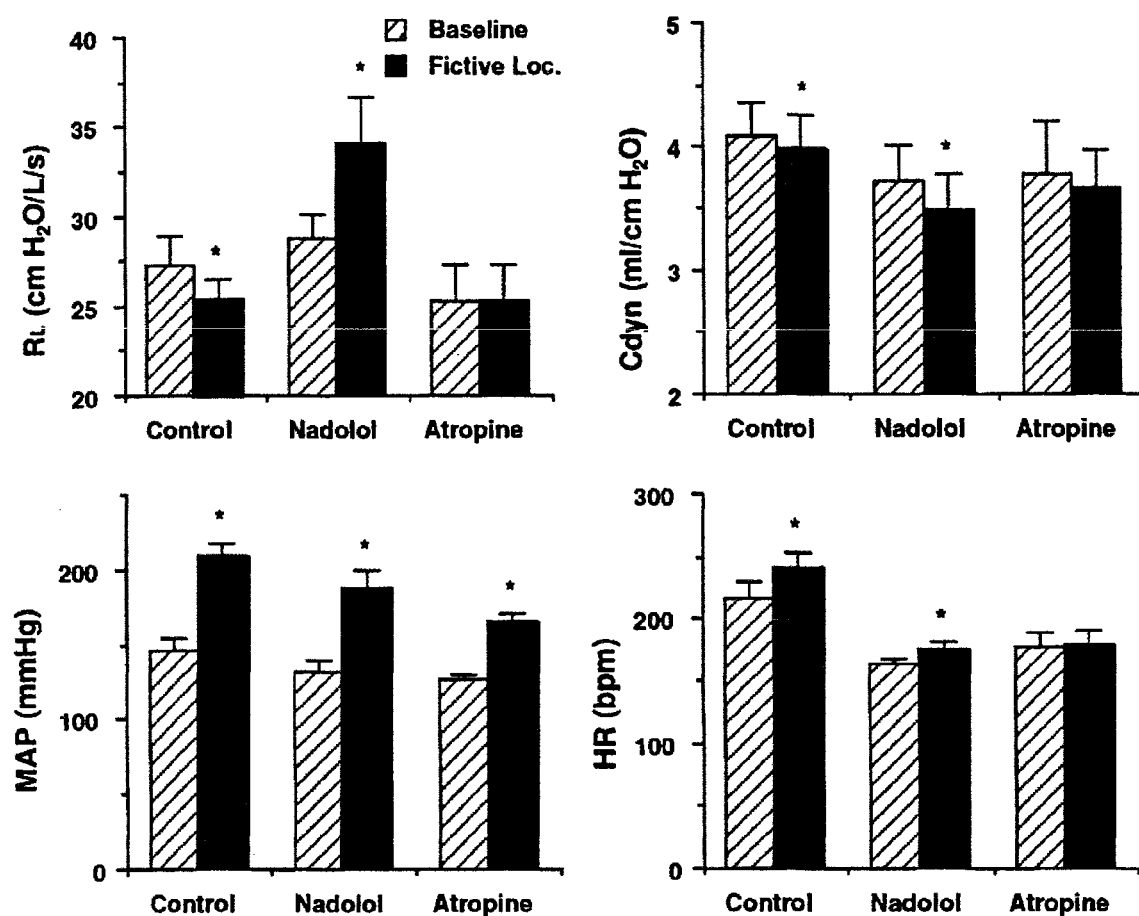 Baseline
Fictive Loc.
RL (cm H2O/L/s)
40
35
30
25
20
*
*
Control Nadolol Atropine
Cdyn (ml/cm H2O)
5
4
3
2
*
*
Control Nadolol Atropine
MAP (mmHg)
200
100
0
*
*
*
Control Nadolol Atropine
HR (bpm)
300
200
100
0
*
*
Control Nadolol Atropine